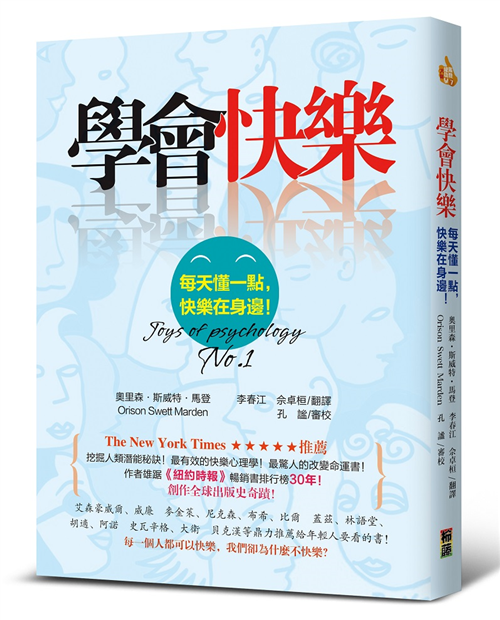 學會快樂
每天懂一點,
快樂在身邊!
Joys of psychology
No.1
奧里森・斯威特・馬登 李春江 佘卓桓/翻譯
Orison Swett Marden 孔 謐/審校
The New York Times ★★★★★推薦
挖掘人類潛能秘訣!最有效的快樂心理學!最驚人的改變命運書!
作者雄踞《紐約時報》暢銷書排行榜30年!
創作全球出版史奇蹟!
艾森豪威爾、威廉 麥金萊、尼克森、布希、比爾 蓋茲、林語堂、
胡適、阿諾 史瓦辛格、大衛 貝克漢等鼎力推薦給年輕人要看的書!
每一個人都可以快樂,我們卻為什麼不快樂?
學會快樂
每天懂一點,
快樂在身邊!
奧里森・斯威特・馬登 李春江 佘卓桓/翻譯
Orison Swett Marden 孔 謐/審校
布藤